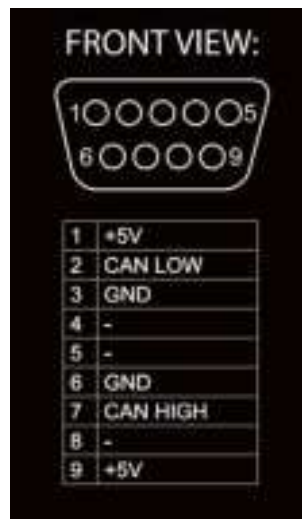 FRONT VIEW:
1 5
6 9
1 +5V
2 CAN LOW
3 GND
4 -
5 -
6 GND
7 CAN HIGH
8 -
9 +5V